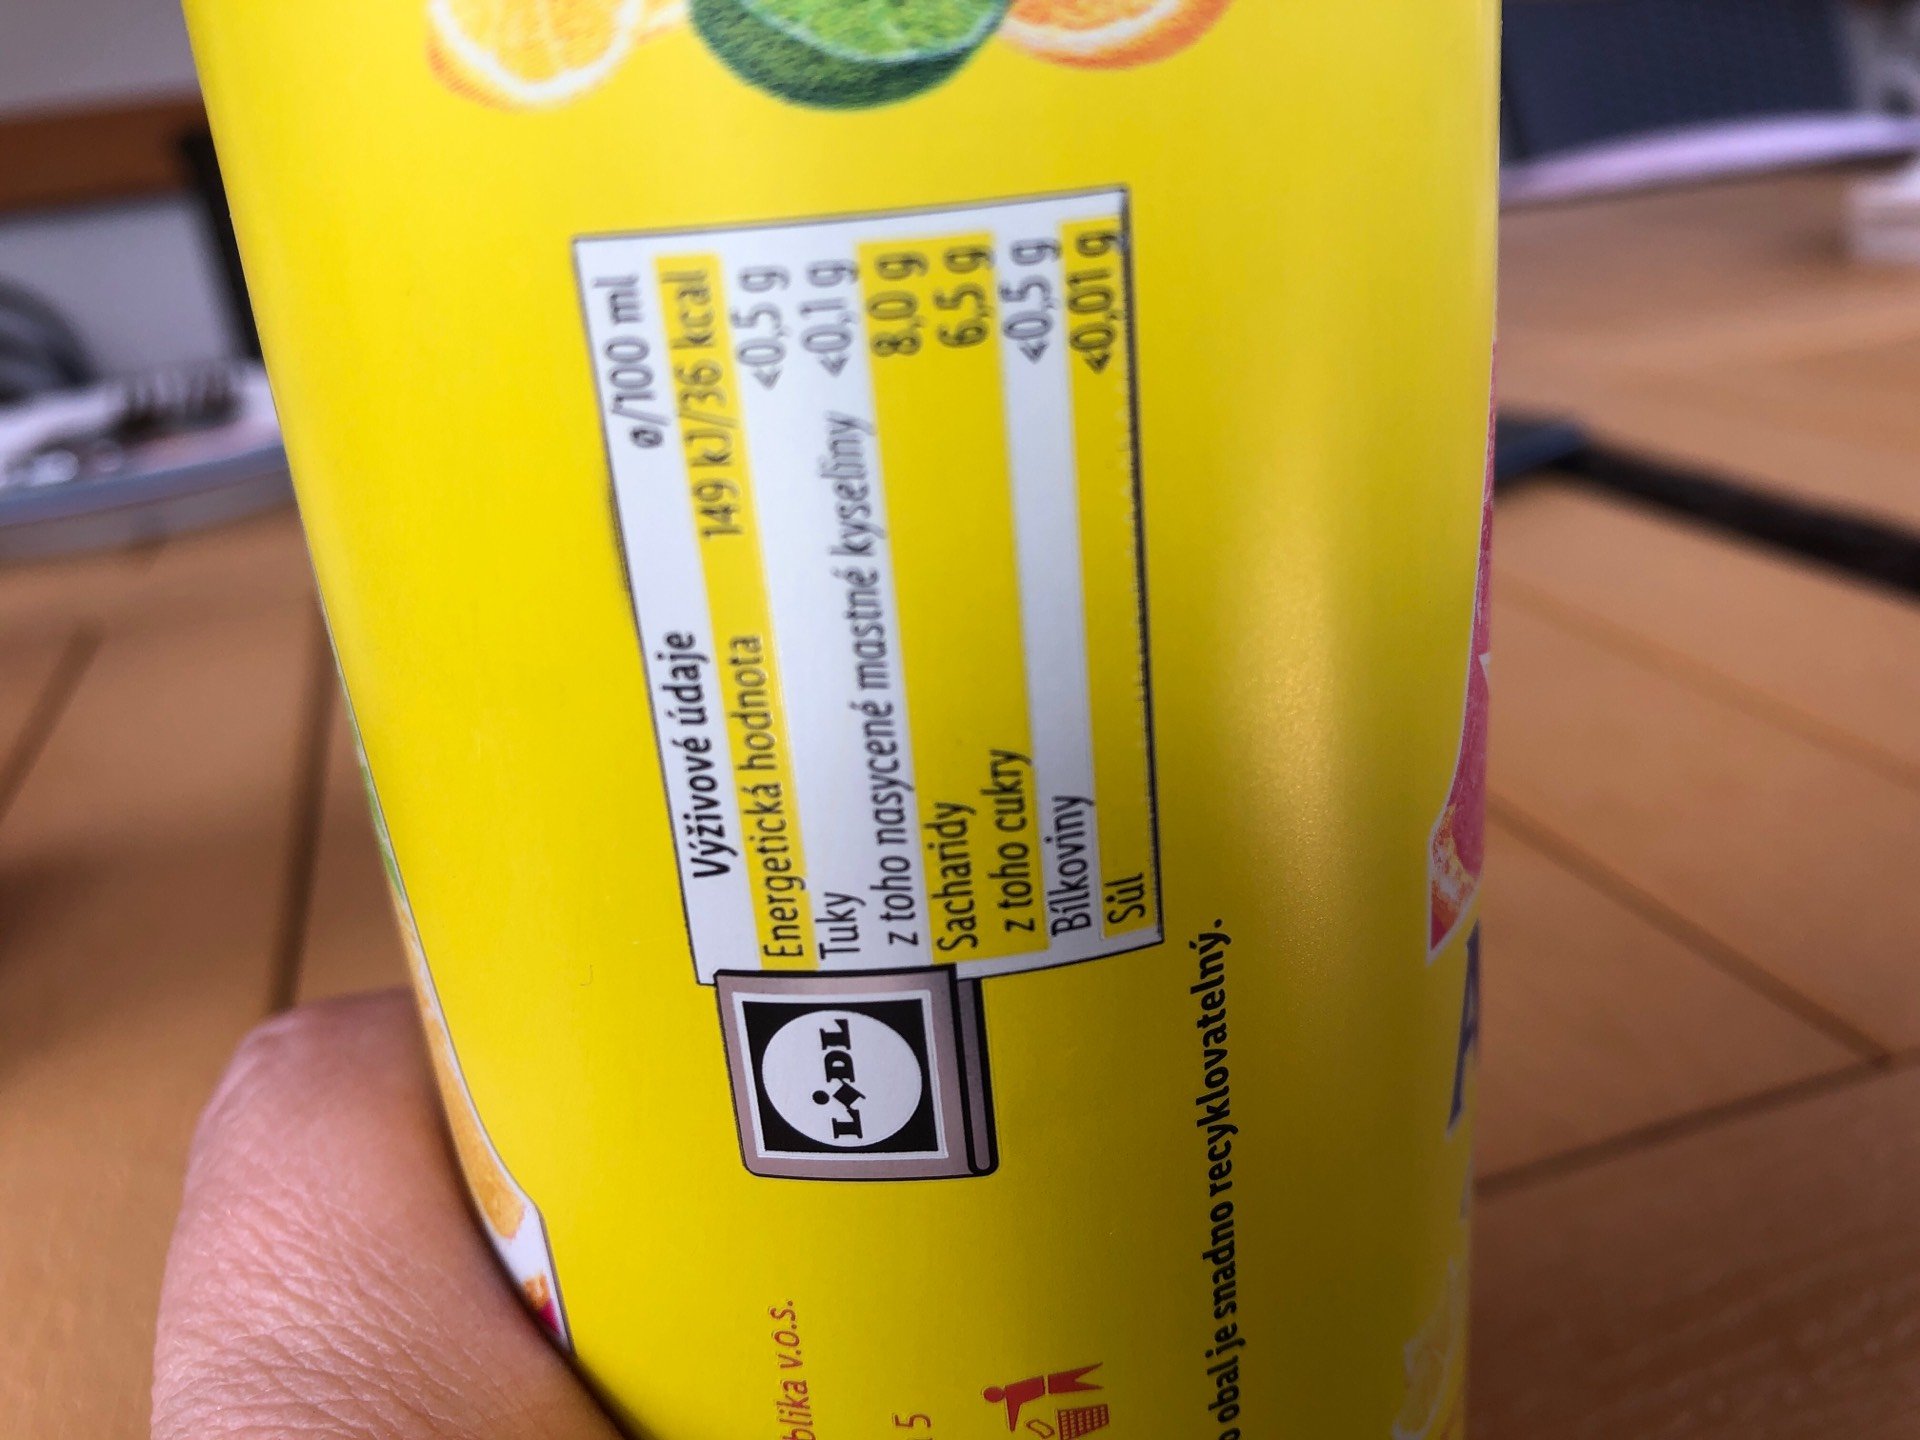 Výživové údaje ø/100 ml
Energetická hodnota 149 kJ/36 kcal
Tuky <0,5 g
z toho nasycené mastné kyseliny <0,1 g
Sacharidy 8,0 g
z toho cukry 6,5 g
Bílkoviny <0,5 g
Sůl <0,01 g
LIDL
blika v.o.s.
5
obal je snadno recyklovatelný.